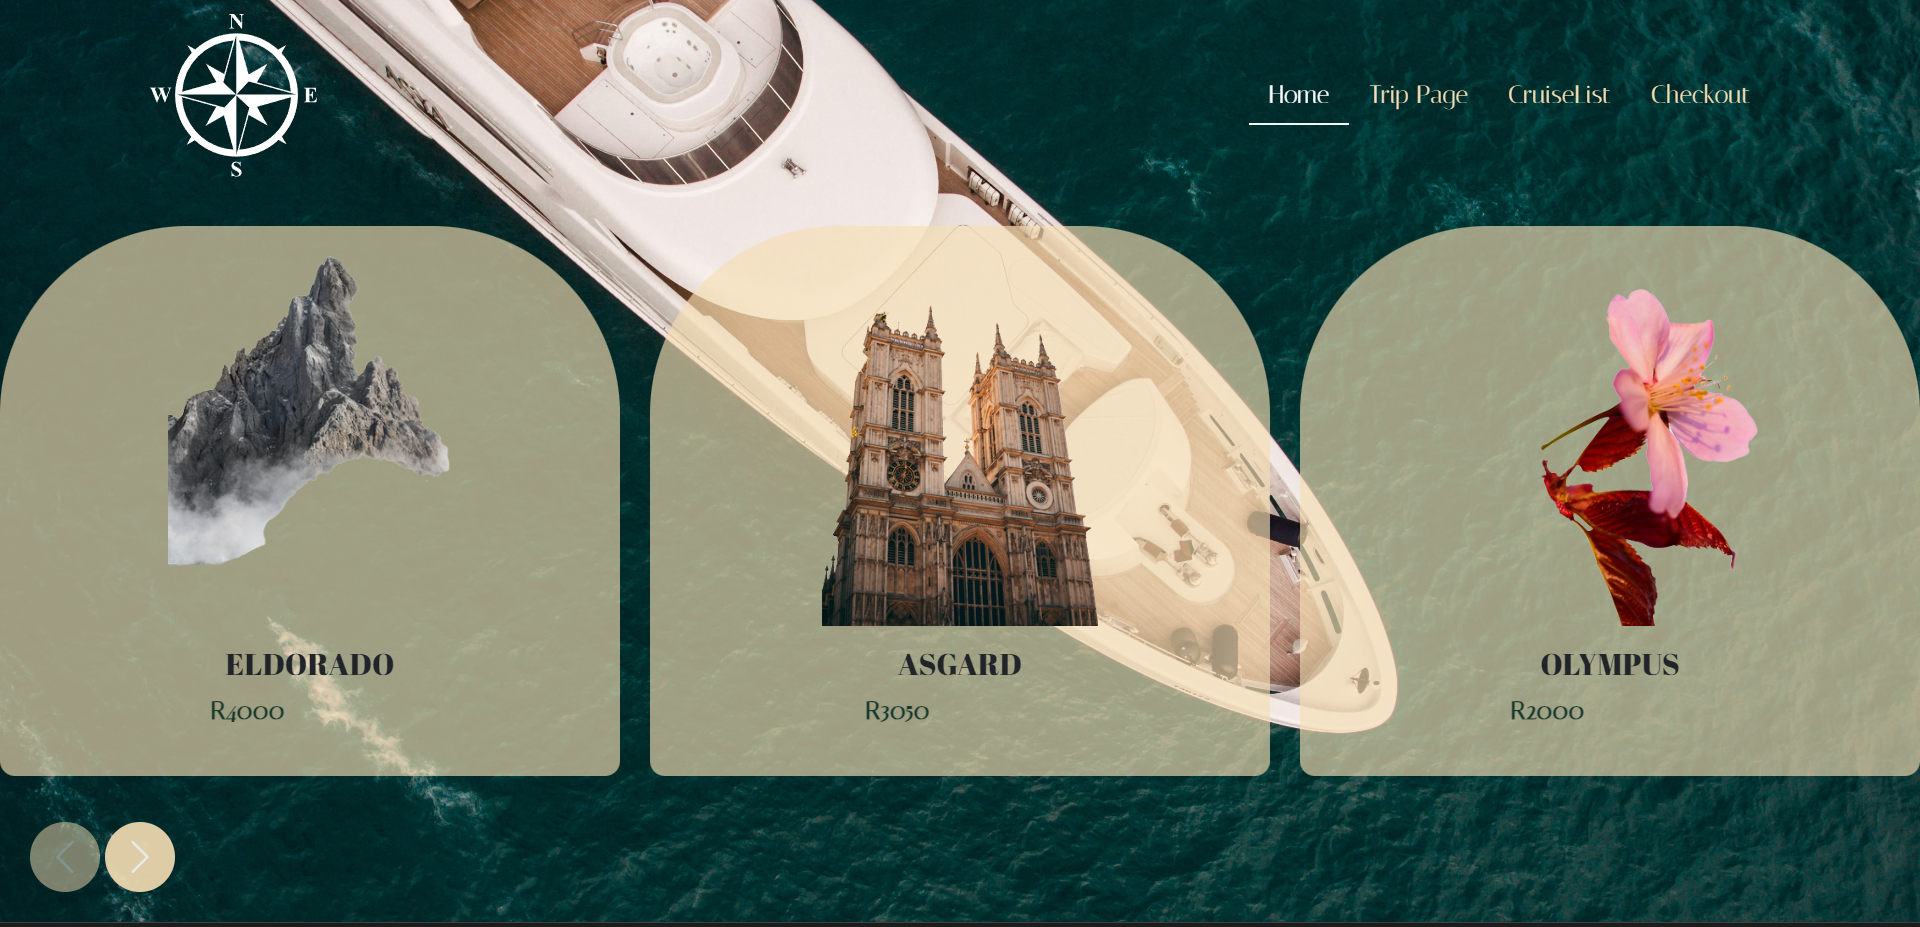 N
W E
S
Home Trip Page CruiseList Checkout
ELDORADO
R4000
ASGARD
R3050
OLYMPUS
R2000